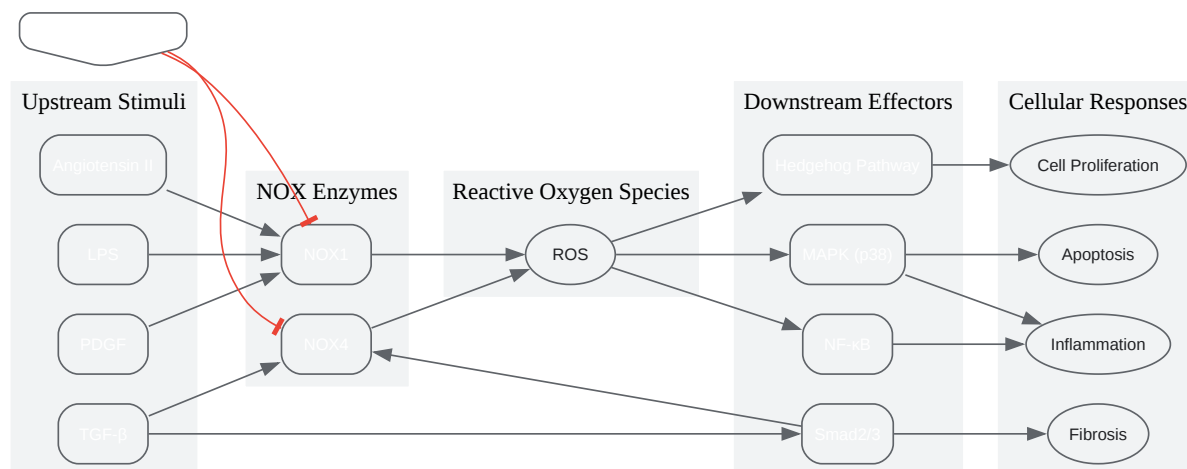 Upstream Stimuli
Angiotensin II
LPS
PDGF
TGF-β
NOX Enzymes
NOX1
NOX4
Reactive Oxygen Species
ROS
Downstream Effectors
Hedgehog Pathway
MAPK (p38)
NF-kB
Smad2/3
Cellular Responses
Cell Proliferation
Apoptosis
Inflammation
Fibrosis